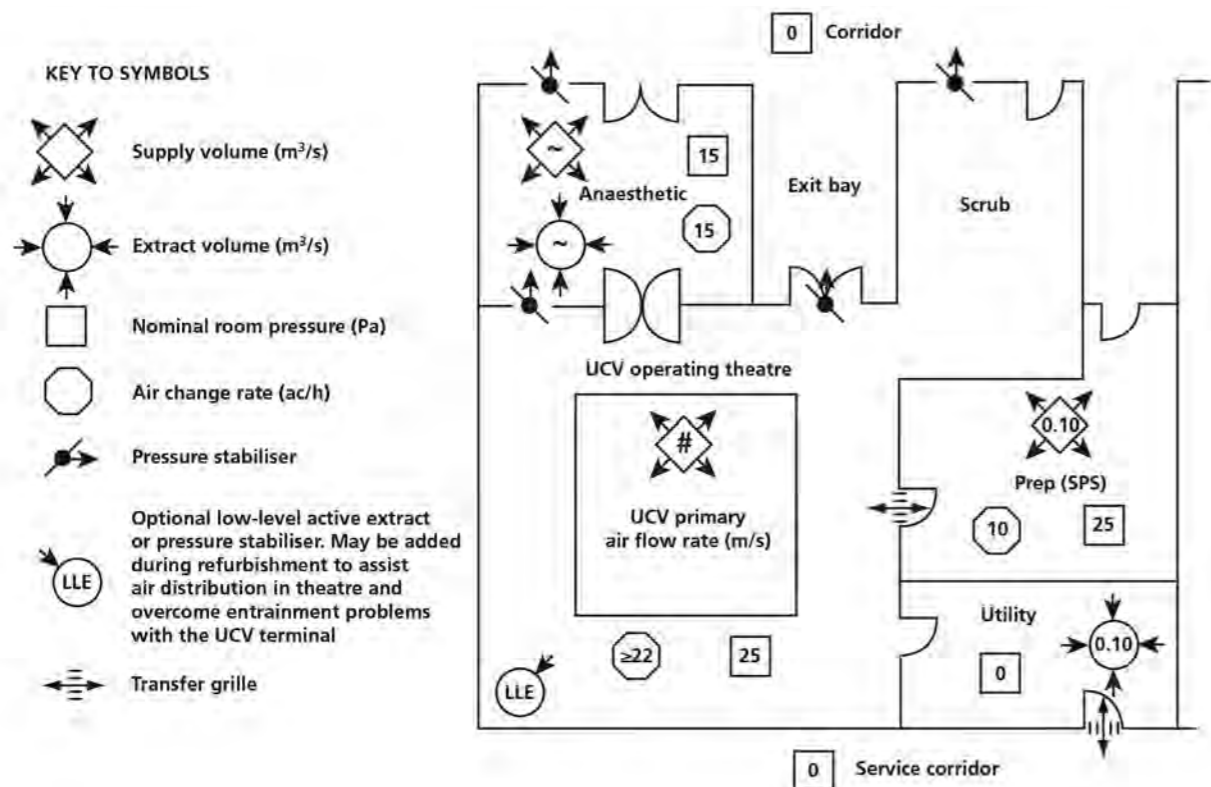 KEY TO SYMBOLS
Supply volume (m³/s)
Extract volume (m³/s)
Nominal room pressure (Pa)
Air change rate (ac/h)
Pressure stabiliser
LLE
Optional low-level active extract
or pressure stabiliser. May be added
during refurbishment to assist
air distribution in theatre and
overcome entrainment problems
with the UCV terminal
Transfer grille
0 Corridor
~
15
Anaesthetic
~
15
Exit bay
Scrub
UCV operating theatre
#
UCV primary
air flow rate (m/s)
0.10
Prep (SPS)
10
25
Utility
0.10
0
≥22
25
LLE
0 Service corridor